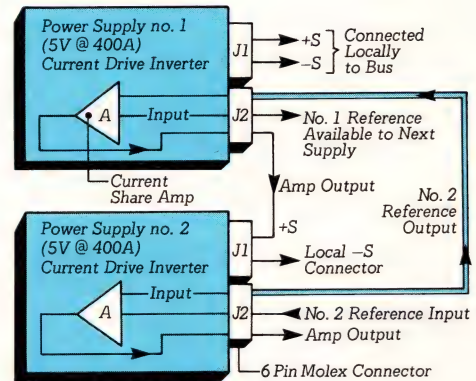 Power Supply no. 1
(5V @ 400A)
Current Drive Inverter
J1
+S
-S
Connected
Locally
to Bus
A
Input
J2
No. 1 Reference
Available to Next
Supply
Current
Share Amp
Amp Output
No. 2
Reference
Output
+S
Power Supply no. 2
(5V @ 400A)
Current Drive Inverter
J1
Local -S
Connector
Input
A
J2
No. 2 Reference Input
Amp Output
6 Pin Molex Connector